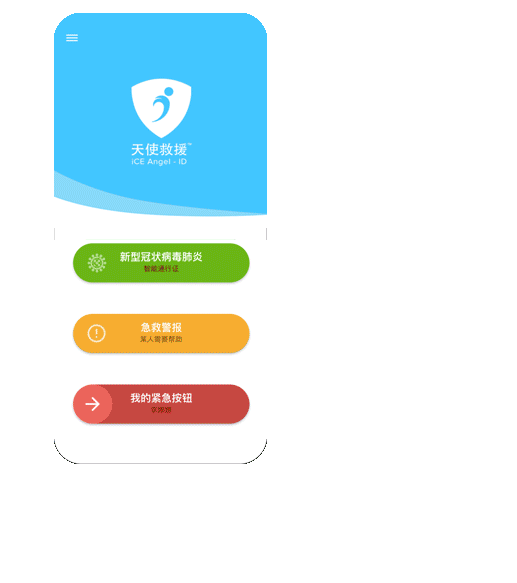 天使救援™
iCE Angel - ID
新型冠状病毒肺炎
智能通行证
急救警报
某人需要帮助
我的紧急按钮